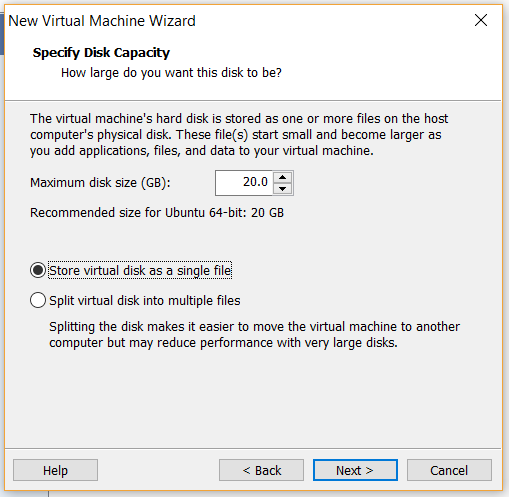 New Virtual Machine Wizard
Specify Disk Capacity
How large do you want this disk to be?
The virtual machine's hard disk is stored as one or more files on the host
computer's physical disk. These file(s) start small and become larger as
you add applications, files, and data to your virtual machine.
Maximum disk size (GB): 20.0
Recommended size for Ubuntu 64-bit: 20 GB
Store virtual disk as a single file
Split virtual disk into multiple files
Splitting the disk makes it easier to move the virtual machine to another
computer but may reduce performance with very large disks.
Help < Back Next > Cancel